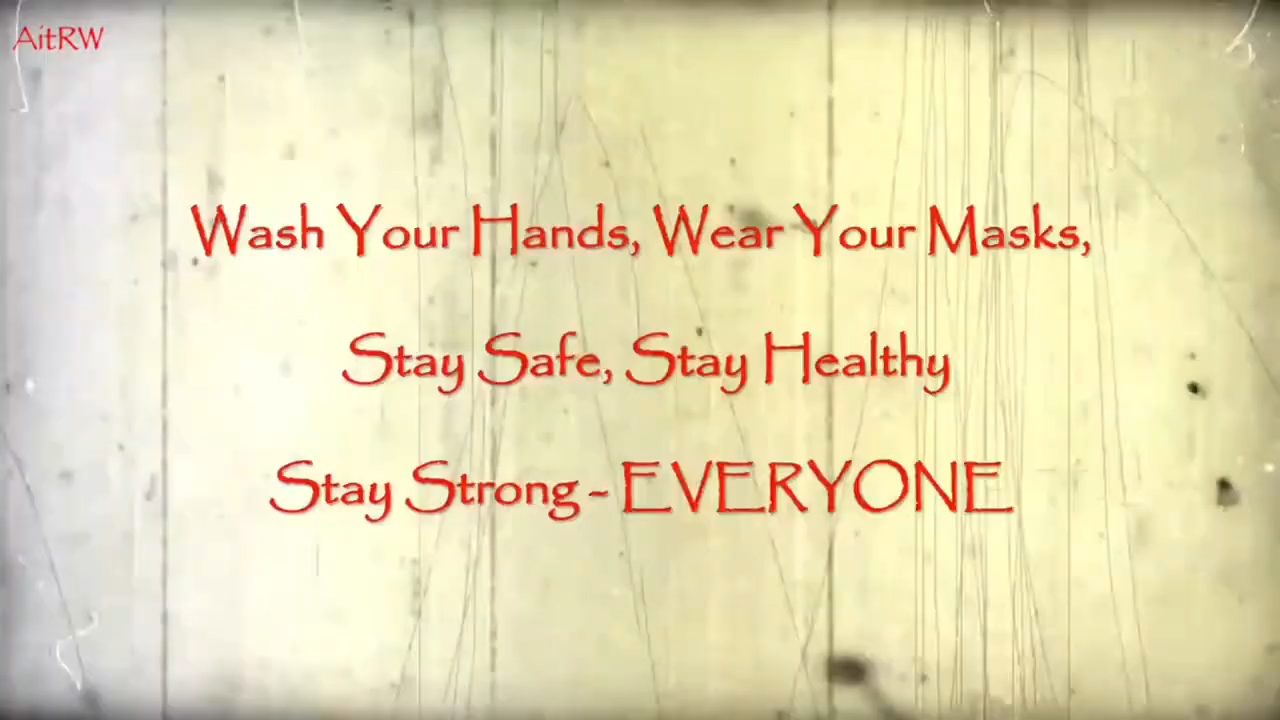 AitRW
Wash Your Hands, Wear Your Masks,
Stay Safe, Stay Healthy
Stay Strong - EVERYONE